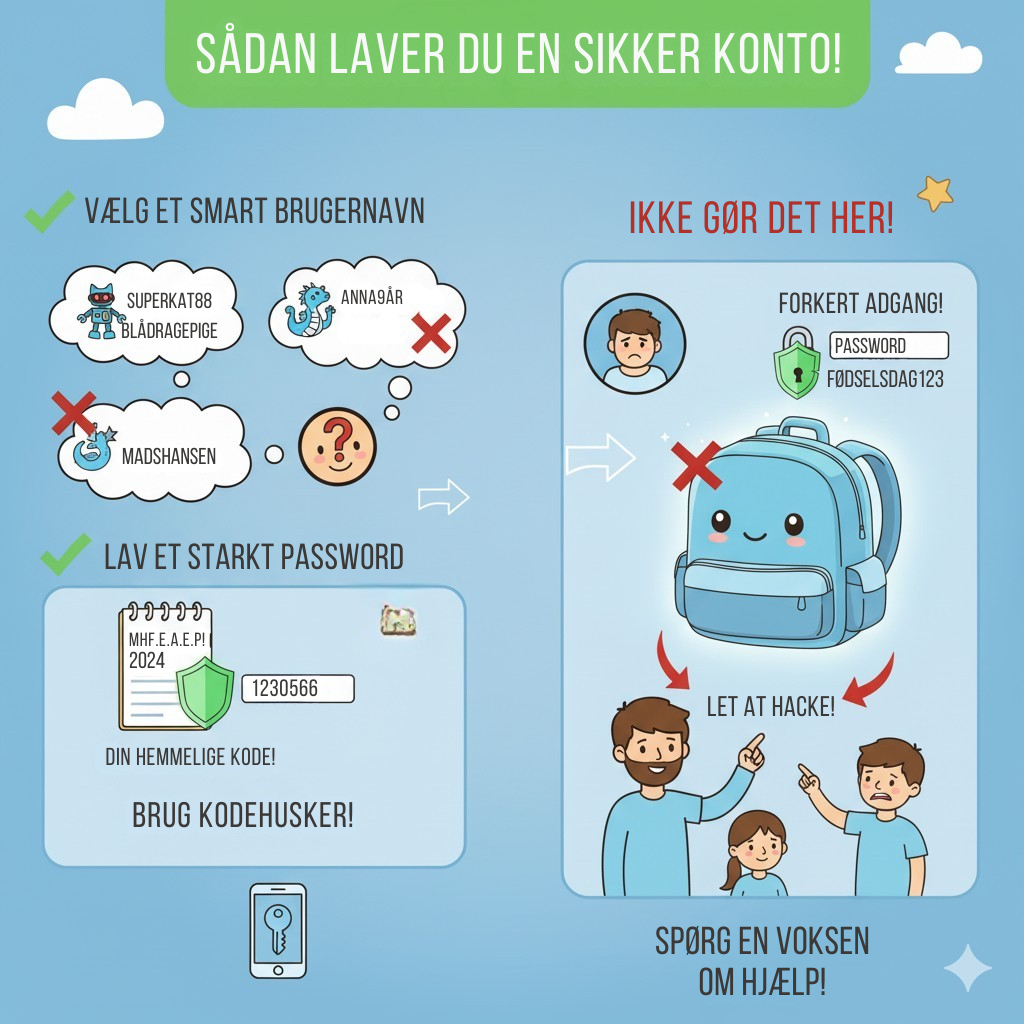 SÅDAN LAVER DU EN SIKKER KONTO!
VÆLG ET SMART BRUGERNAVN
SUPERKAT88
BLÅDRAGEPIGE
ANNA9ÅR
MADSHANSEN
LAV ET STARKT PASSWORD
MHF.E.A.E.P!
2024
1230566
DIN HEMMELIGE KODE!
BRUG KODEHUSKER!
IKKE GØR DET HER!
FORKERT ADGANG!
PASSWORD
FØDSELSDAG123
LET AT HACKE!
SPØRG EN VOKSEN
OM HJÆLP!